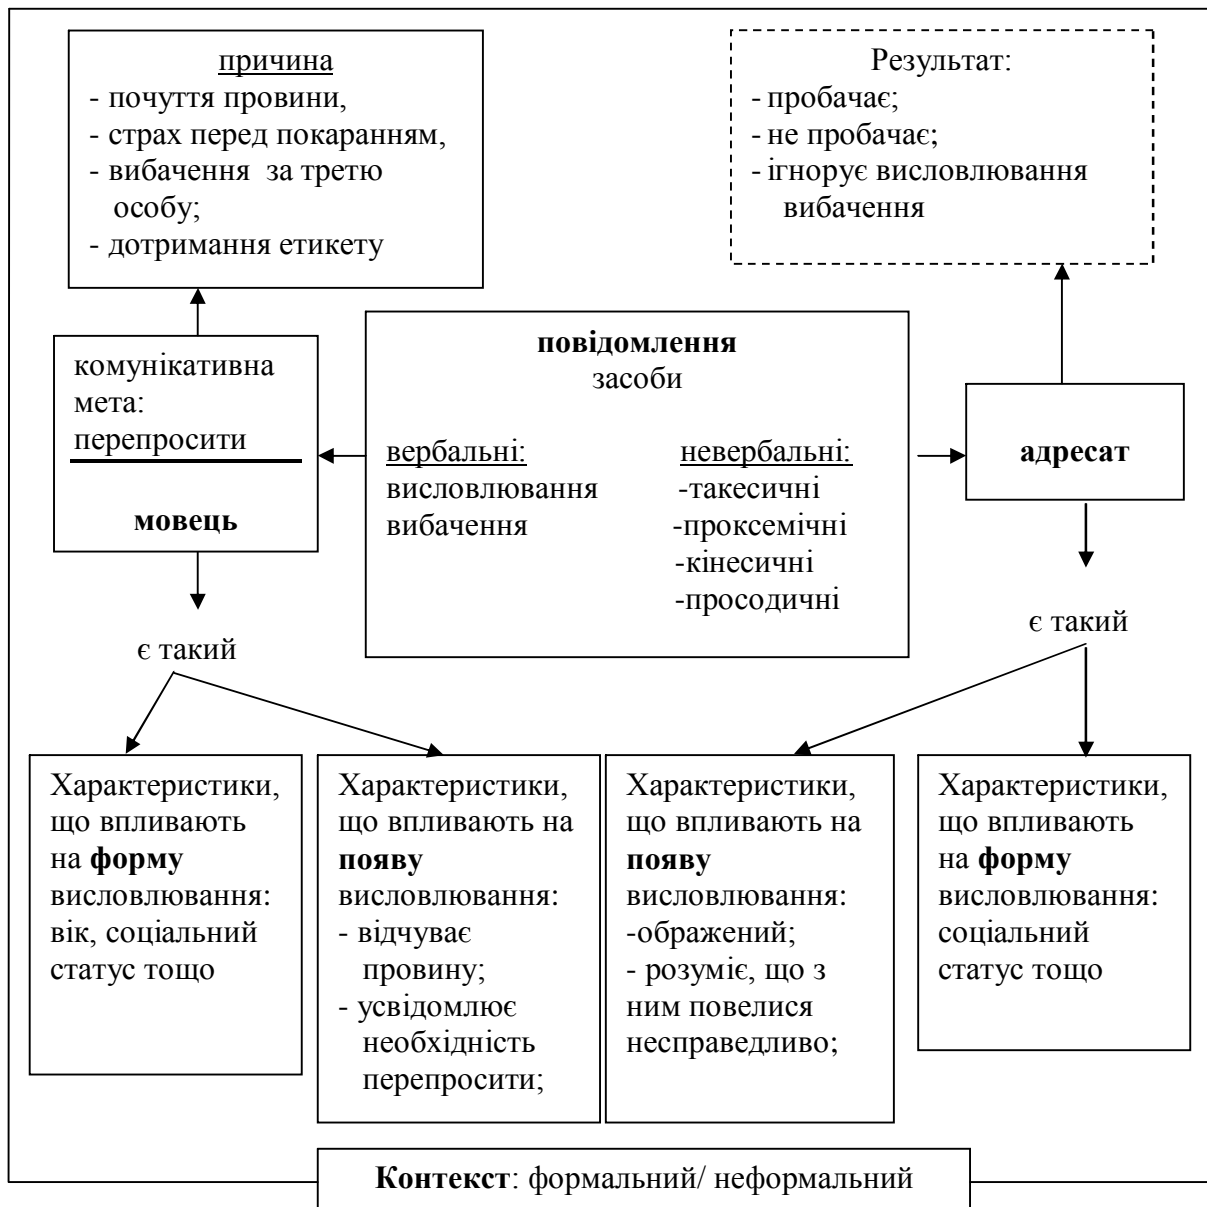 причина
- почуття провини,
- страх перед покаранням,
- вибачення за третю
особу;
- дотримання етикету
Результат:
- пробачає;
- не пробачає;
- ігнорує висловлювання
вибачення
комунікативна
мета:
перепросити
мовець
повідомлення
засоби
вербальні:
висловлювання
вибачення
невербальні:
-такесичні
-проксемічні
-кінесичні
-просодичні
адресат
є такий
є такий
Характеристики,
що впливають
на форму
висловлювання:
вік, соціальний
статус тощо
Характеристики,
що впливають на
появу
висловлювання:
- відчуває
провину;
- усвідомлює
необхідність
перепросити;
Характеристики,
що впливають на
появу
висловлювання:
-ображений;
- розуміє, що з
ним повелися
несправедливо;
Характеристики,
що впливають
на форму
висловлювання:
соціальний
статус тощо
Контекст: формальний/ неформальний